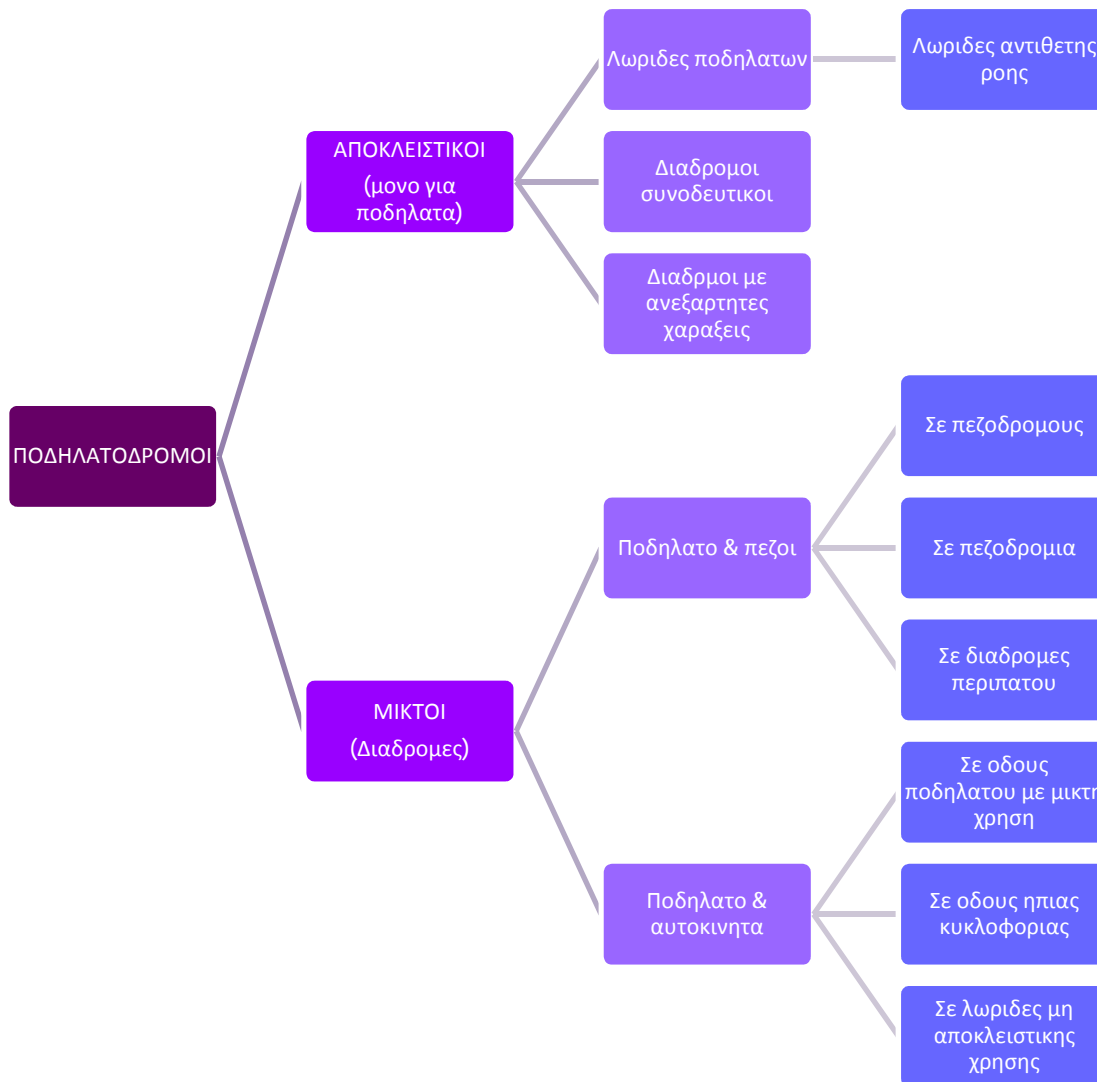 ΠΟΔΗΛΑΤΟΔΡΟΜΟΙ
ΑΠΟΚΛΕΙΣΤΙΚΟΙ
(μονο για
ποδηλατα)
Λωριδες ποδηλατων
Λωριδες αντιθετης
ροης
Διαδρομοι
συνοδευτικοι
Διαδρμοι με
ανεξαρτητες
χαραξεις
ΜΙΚΤΟΙ
(Διαδρομες)
Ποδηλατο & πεζοι
Σε πεζοδρομους
Σε πεζοδρομια
Σε διαδρομες
περιπατου
Ποδηλατο &
αυτοκινητα
Σε οδους
ποδηλατου με μικτη
χρηση
Σε οδους ηπιας
κυκλοφοριας
Σε λωριδες μη
αποκλειστικης
χρησης